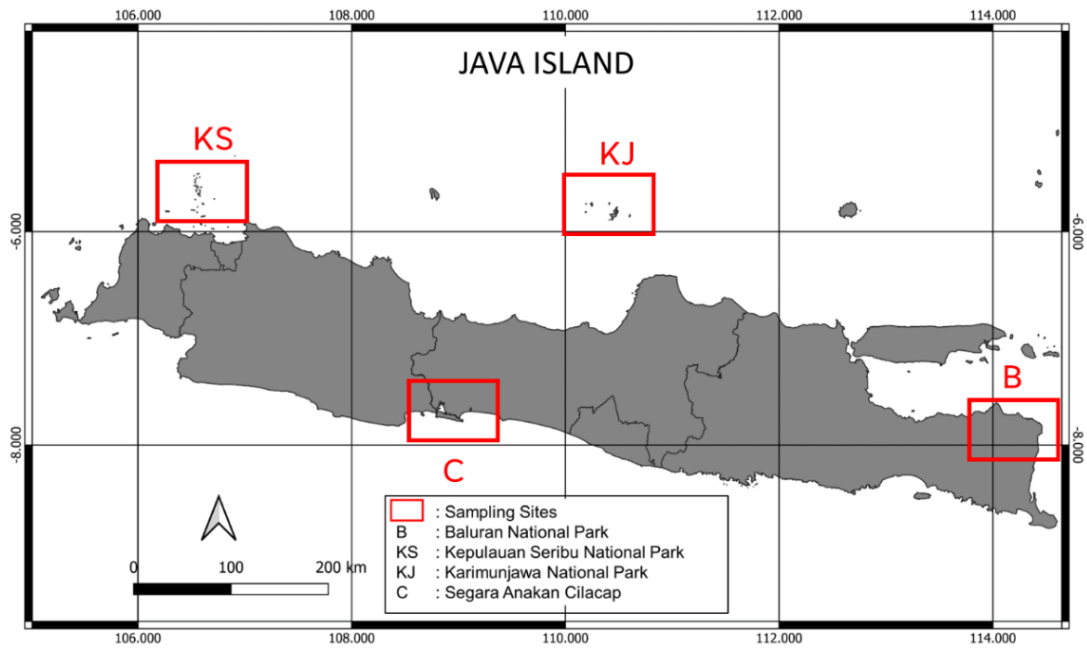 106.000 108.000 110.000 112.000 114.000
JAVA ISLAND
KS
KJ
-6.000 -6.000
B
-8.000 -8.000
C
: Sampling Sites
B : Baluran National Park
KS : Kepulauan Seribu National Park
KJ : Karimunjawa National Park
C : Segara Anakan Cilacap
0 100 200 km
106.000 108.000 110.000 112.000 114.000